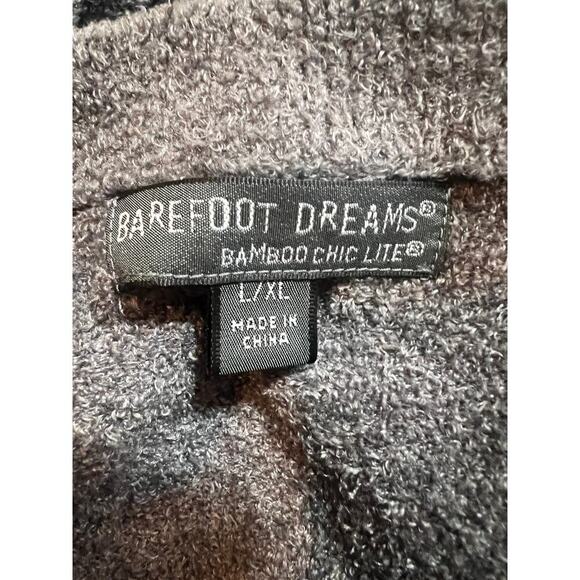 BAREFOOT DREAMS®
BAMBOO CHIC LITE®
L/XL
MADE IN
CHINA